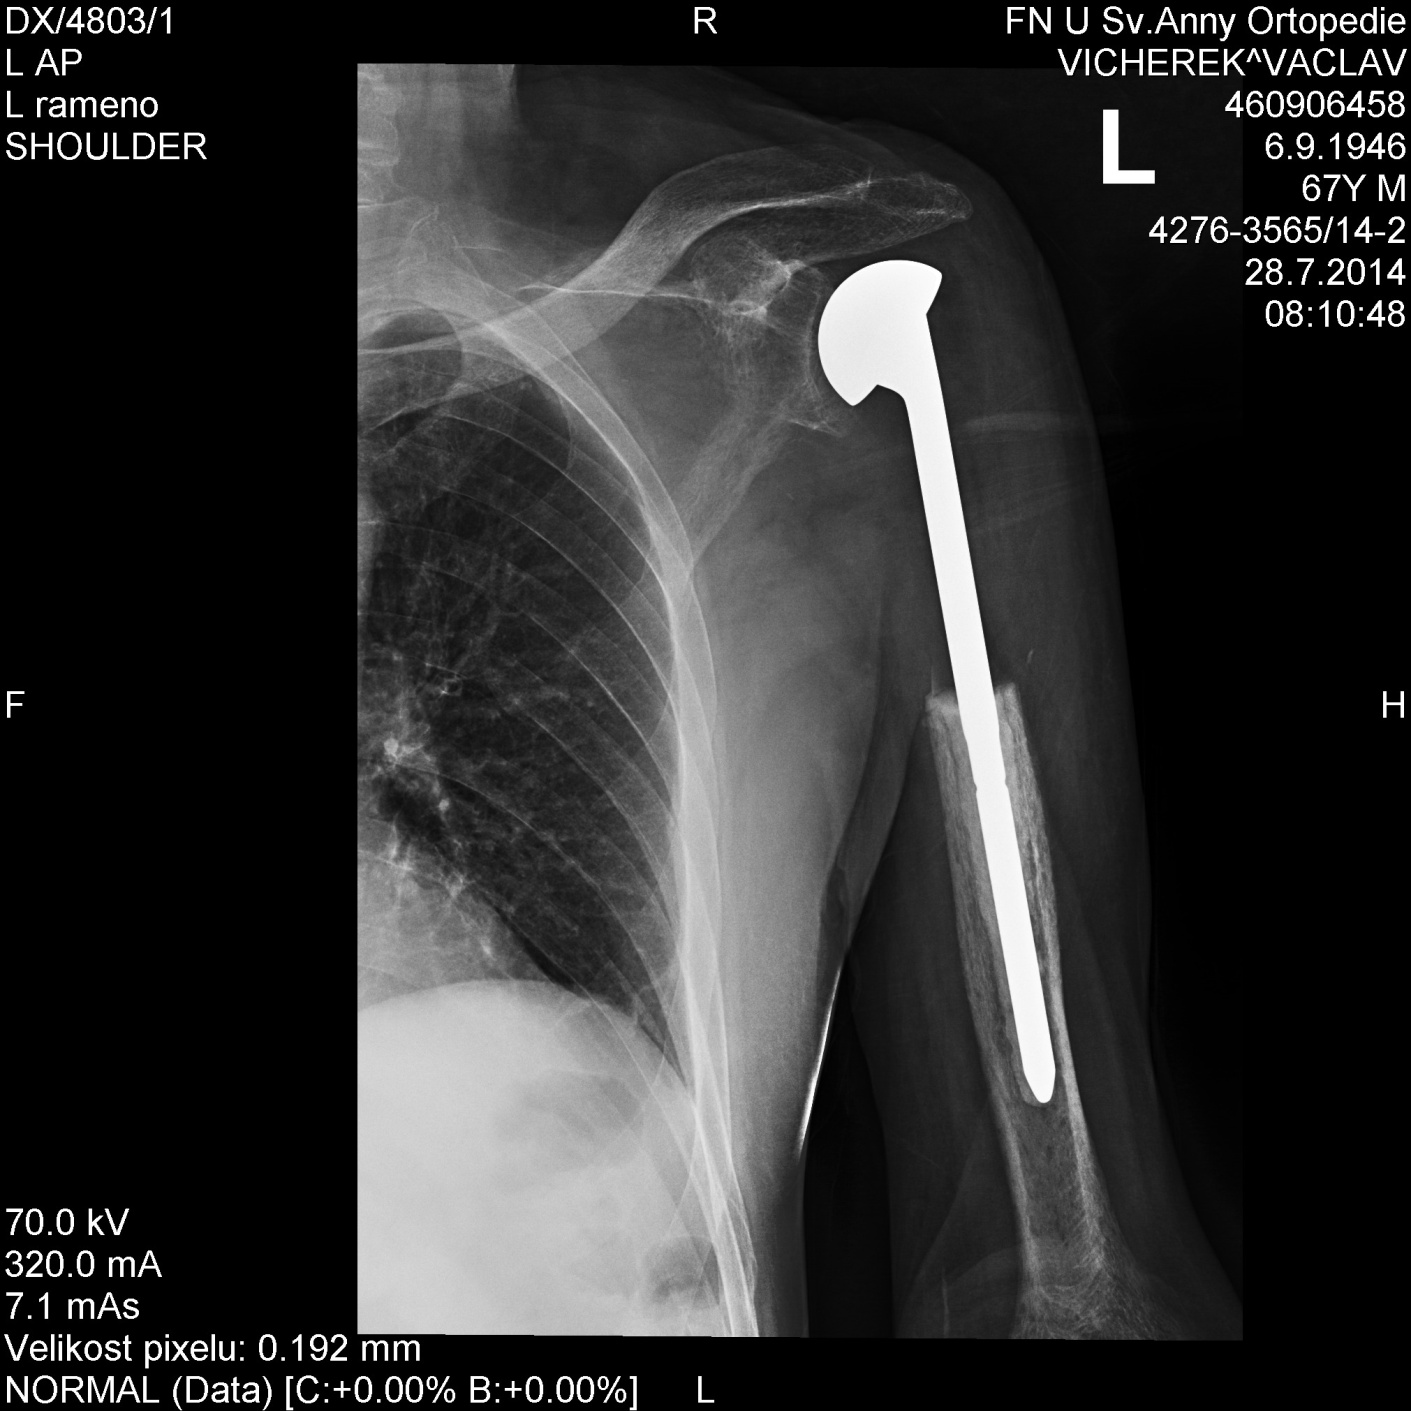 DX/4803/1
L AP
L rameno
SHOULDER
R
FN U Sv.Anny Ortopedie
VICHEREK^VACLAV
460906458
6.9.1946
67Y M
4276-3565/14-2
28.7.2014
08:10:48
L
F
H
70.0 kV
320.0 mA
7.1 mAs
Velikost pixelu: 0.192 mm
NORMAL (Data) [C:+0.00% B:+0.00%]
L